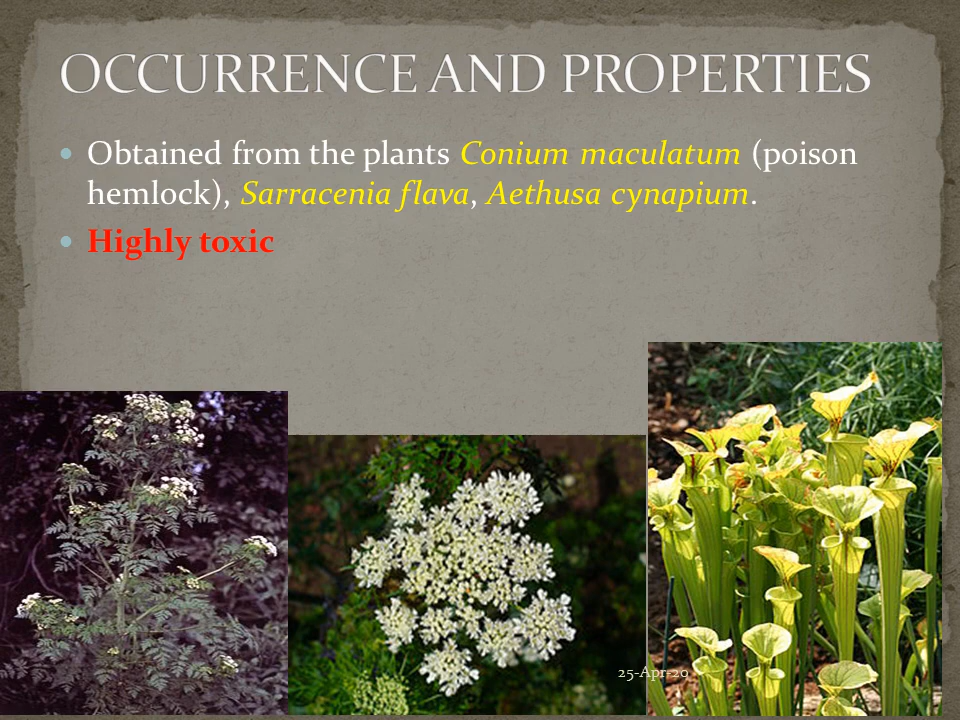 OCCURRENCE AND PROPERTIES
• Obtained from the plants Conium maculatum (poison
hemlock), Sarracenia flava, Aethusa cynapium.
• Highly toxic
25-Apr-20